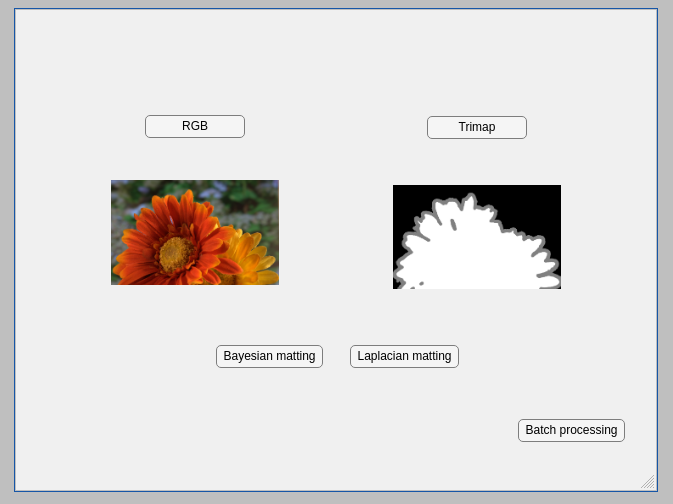 RGB
Trimap
Bayesian matting
Laplacian matting
Batch processing